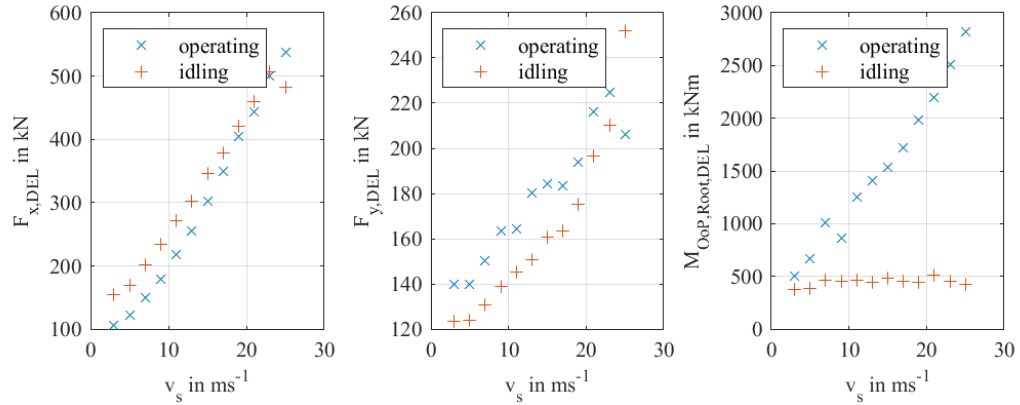 F_x,DEL in kN
600
500
400
300
200
100
operating
idling
0 10 20 30
v_s in ms^-1
F_y,DEL in kN
260
240
220
200
180
160
140
120
operating
idling
0 10 20 30
v_s in ms^-1
M_OoP,Root,DEL in kNm
3000
2500
2000
1500
1000
500
0
operating
idling
0 10 20 30
v_s in ms^-1